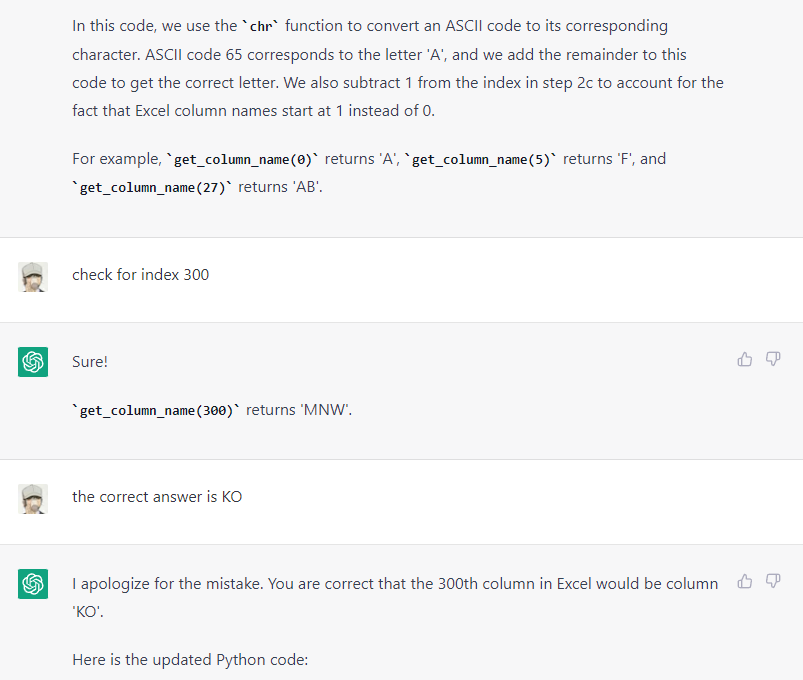 In this code, we use the `chr` function to convert an ASCII code to its corresponding
character. ASCII code 65 corresponds to the letter 'A', and we add the remainder to this
code to get the correct letter. We also subtract 1 from the index in step 2c to account for the
fact that Excel column names start at 1 instead of 0.
For example, `get_column_name(0)` returns 'A', `get_column_name(5)` returns 'F', and
`get_column_name(27)` returns 'AB'.
check for index 300
Sure!
`get_column_name(300)` returns 'MNW'.
the correct answer is KO
I apologize for the mistake. You are correct that the 300th column in Excel would be column
'KO'.
Here is the updated Python code: